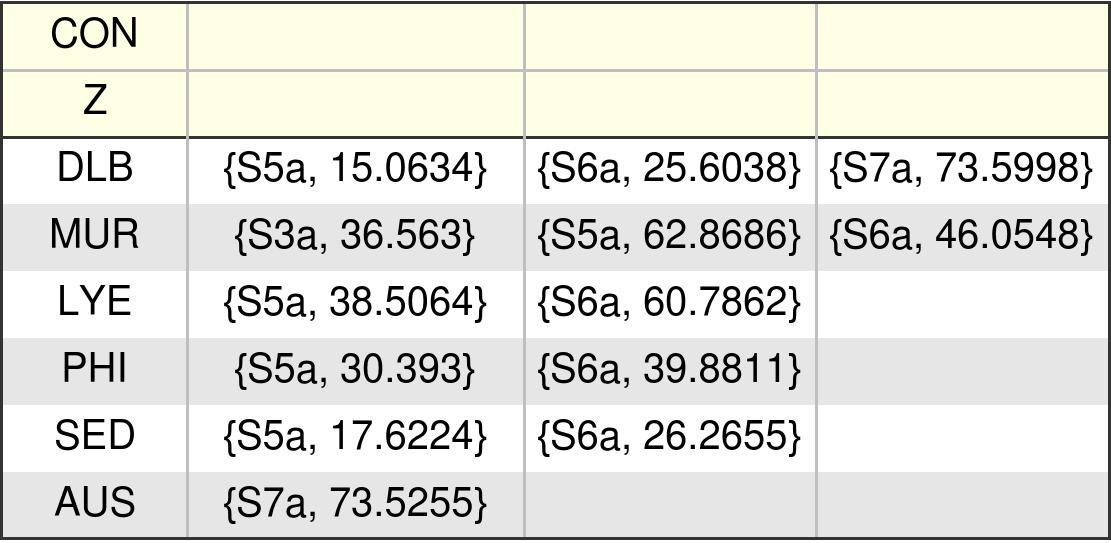 CON
Z
DLB {S5a, 15.0634} {S6a, 25.6038} {S7a, 73.5998}
MUR {S3a, 36.563} {S5a, 62.8686} {S6a, 46.0548}
LYE {S5a, 38.5064} {S6a, 60.7862}
PHI {S5a, 30.393} {S6a, 39.8811}
SED {S5a, 17.6224} {S6a, 26.2655}
AUS {S7a, 73.5255}